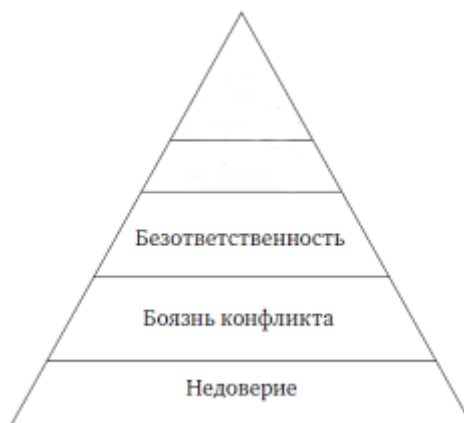 Безответственность
Боязнь конфликта
Недоверие